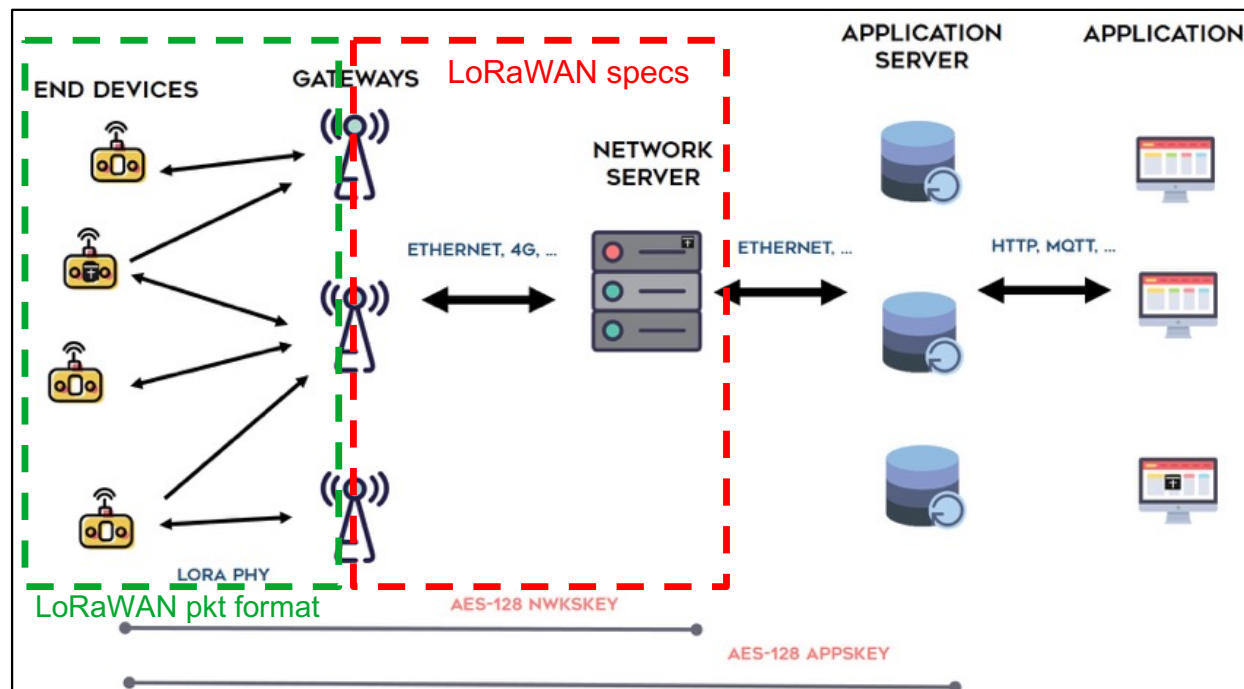 END DEVICES
GATEWAYS
LoRaWAN specs
APPLICATION
SERVER
APPLICATION
NETWORK
SERVER
ETHERNET, 4G, ...
ETHERNET, ...
HTTP, MQTT, ...
LORA PHY
LoRaWAN pkt format
AES-128 NWKSKEY
AES-128 APPSKEY